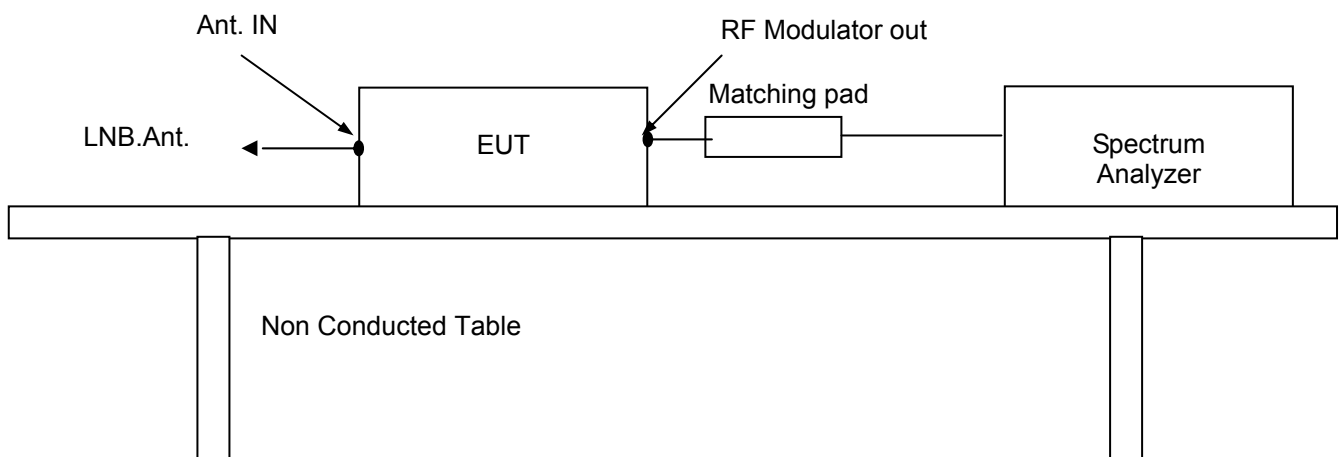 Ant. IN
RF Modulator out
Matching pad
LNB.Ant.
EUT
Spectrum
Analyzer
Non Conducted Table